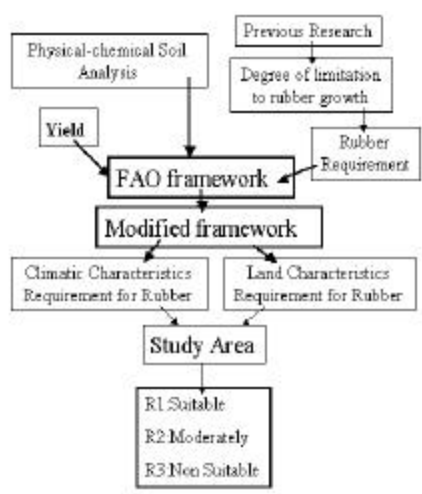 Previous Research
Physical-chemical Soil
Analysis
Degree of limitation
to rubber growth
Yield
Rubber
Requirement
FAO framework
Modified framework
Climatic Characteristics
Requirement for Rubber
Land Characteristics
Requirement for Rubber
Study Area
R1:Suitable
R2:Moderately
R3:Non Suitable